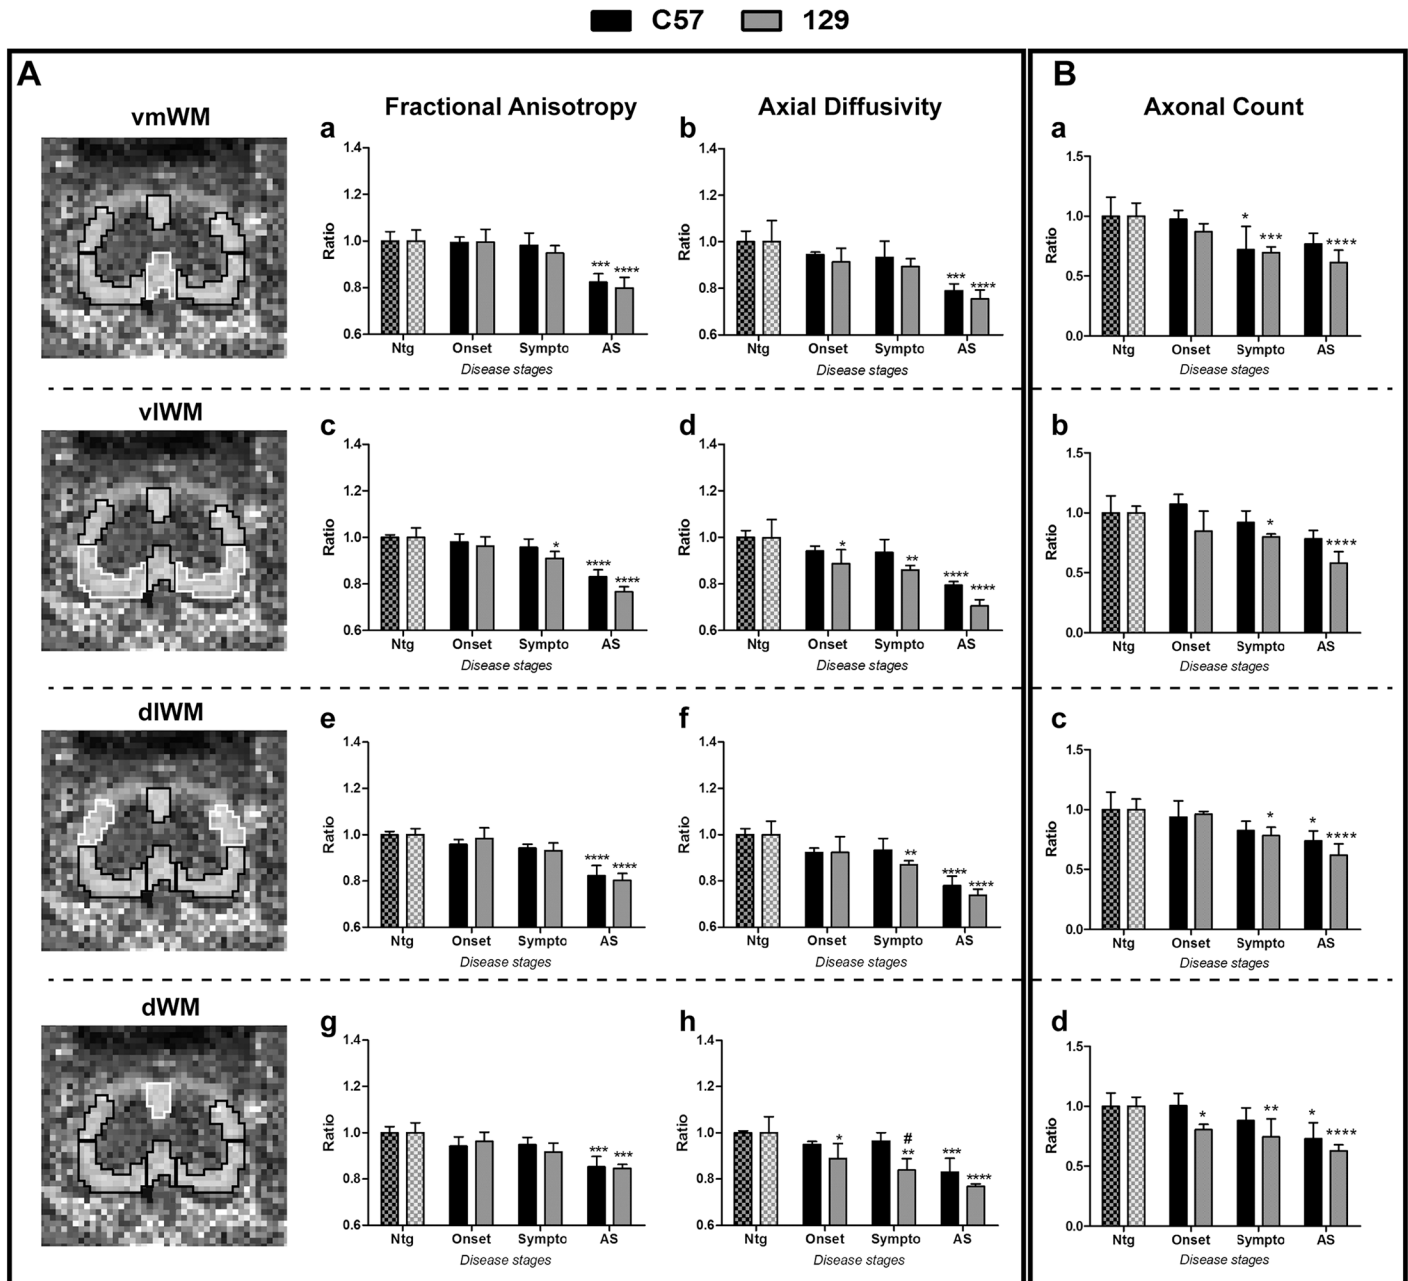 C57 129
A
B
Fractional Anisotropy Axial Diffusivity Axonal Count
vmWM
a
1.4
1.2
1.0
0.8
0.6
Ratio
*** ****
Ntg Onset Sympto AS
Disease stages
b
1.4
1.2
1.0
0.8
0.6
Ratio
*** ****
Ntg Onset Sympto AS
Disease stages
a
1.5
1.0
0.5
0.0
Ratio
* *** ****
Ntg Onset Sympto AS
Disease stages
vlWM
c
1.4
1.2
1.0
0.8
0.6
Ratio
* **** ****
Ntg Onset Sympto AS
Disease stages
d
1.4
1.2
1.0
0.8
0.6
Ratio
* ** **** ****
Ntg Onset Sympto AS
Disease stages
b
1.5
1.0
0.5
0.0
Ratio
* ****
Ntg Onset Sympto AS
Disease stages
dlWM
e
1.4
1.2
1.0
0.8
0.6
Ratio
**** ****
Ntg Onset Sympto AS
Disease stages
f
1.4
1.2
1.0
0.8
0.6
Ratio
** **** ****
Ntg Onset Sympto AS
Disease stages
c
1.5
1.0
0.5
0.0
Ratio
* * ****
Ntg Onset Sympto AS
Disease stages
dWM
g
1.4
1.2
1.0
0.8
0.6
Ratio
*** ***
Ntg Onset Sympto AS
Disease stages
h
1.4
1.2
1.0
0.8
0.6
Ratio
#
* ** *** ****
Ntg Onset Sympto AS
Disease stages
d
1.5
1.0
0.5
0.0
Ratio
* ** * ****
Ntg Onset Sympto AS
Disease stages